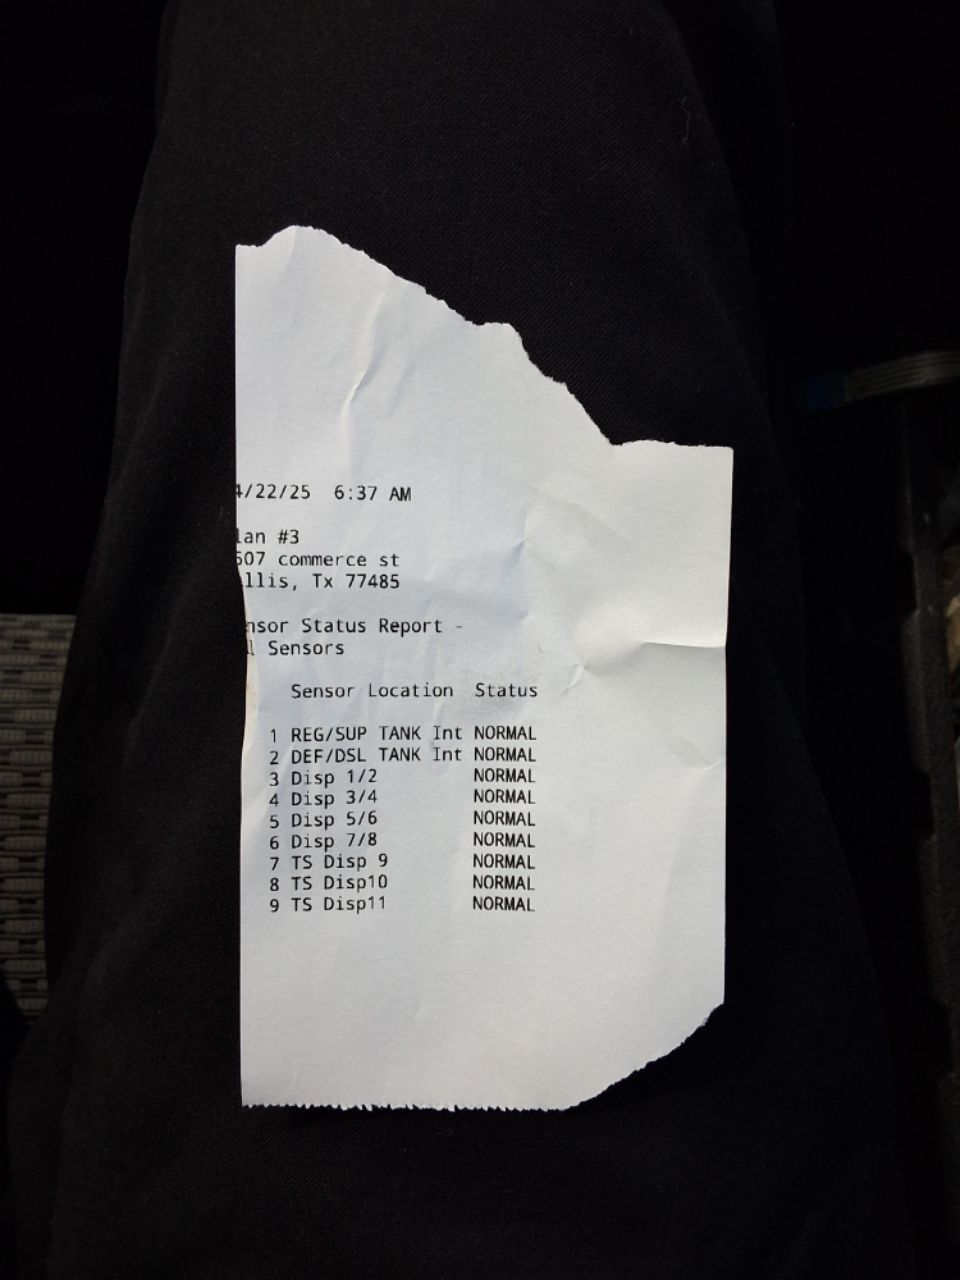 4/22/25 6:37 AM
lan #3
507 commerce st
llis, Tx 77485
nsor Status Report -
l Sensors
Sensor Location Status
1 REG/SUP TANK Int NORMAL
2 DEF/DSL TANK Int NORMAL
3 Disp 1/2 NORMAL
4 Disp 3/4 NORMAL
5 Disp 5/6 NORMAL
6 Disp 7/8 NORMAL
7 TS Disp 9 NORMAL
8 TS Disp10 NORMAL
9 TS Disp11 NORMAL